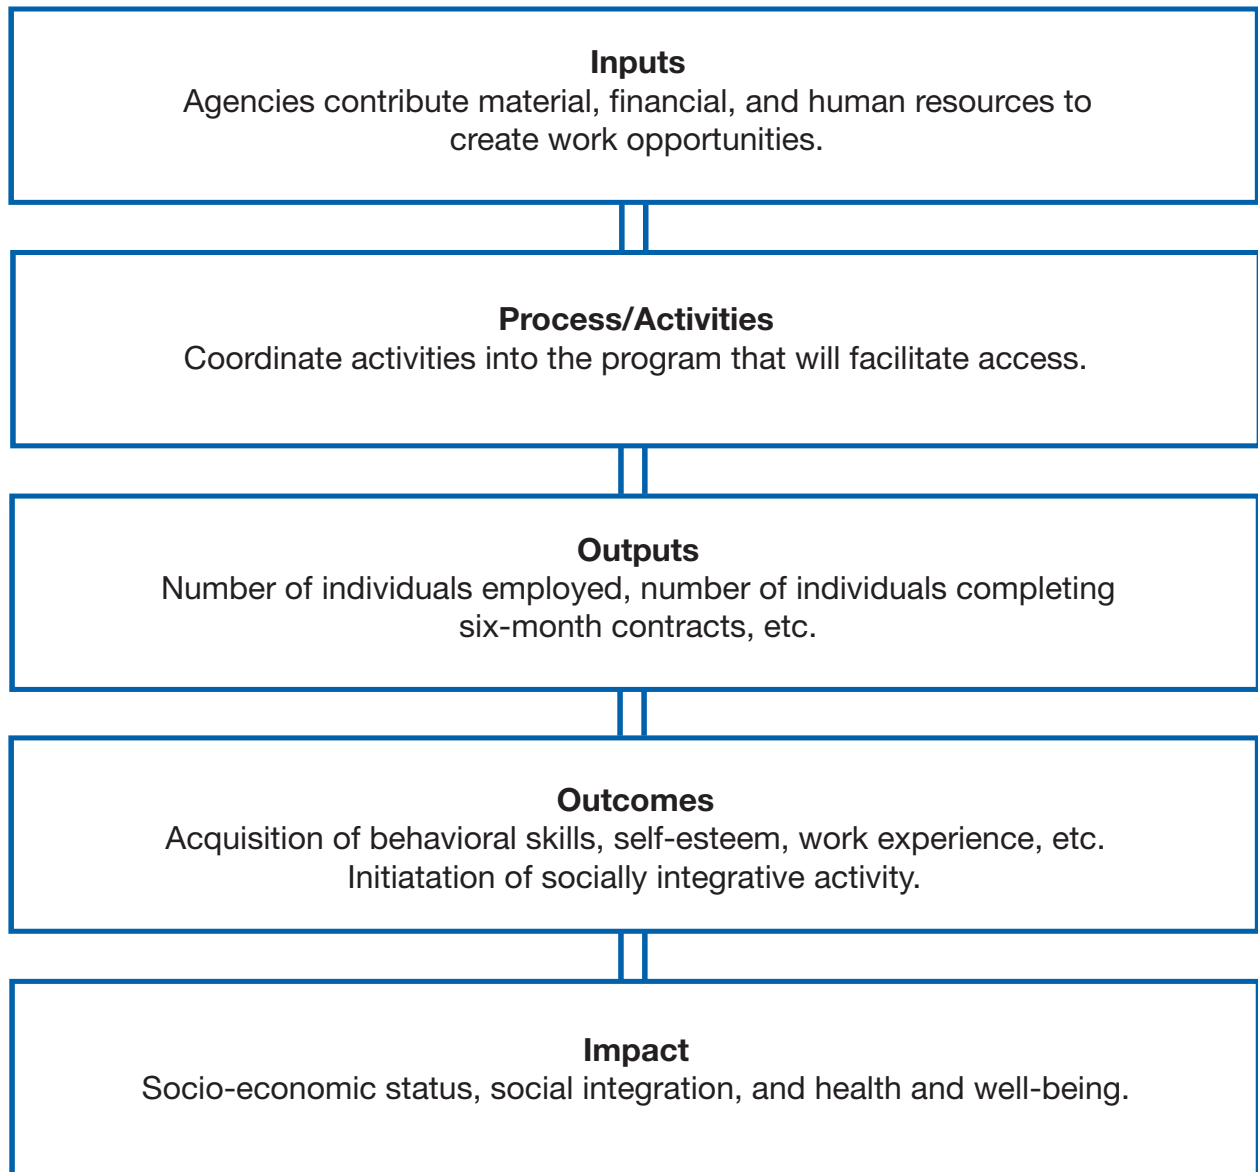 Inputs
Agencies contribute material, financial, and human resources to
create work opportunities.
Process/Activities
Coordinate activities into the program that will facilitate access.
Outputs
Number of individuals employed, number of individuals completing
six-month contracts, etc.
Outcomes
Acquisition of behavioral skills, self-esteem, work experience, etc.
Initiatation of socially integrative activity.
Impact
Socio-economic status, social integration, and health and well-being.